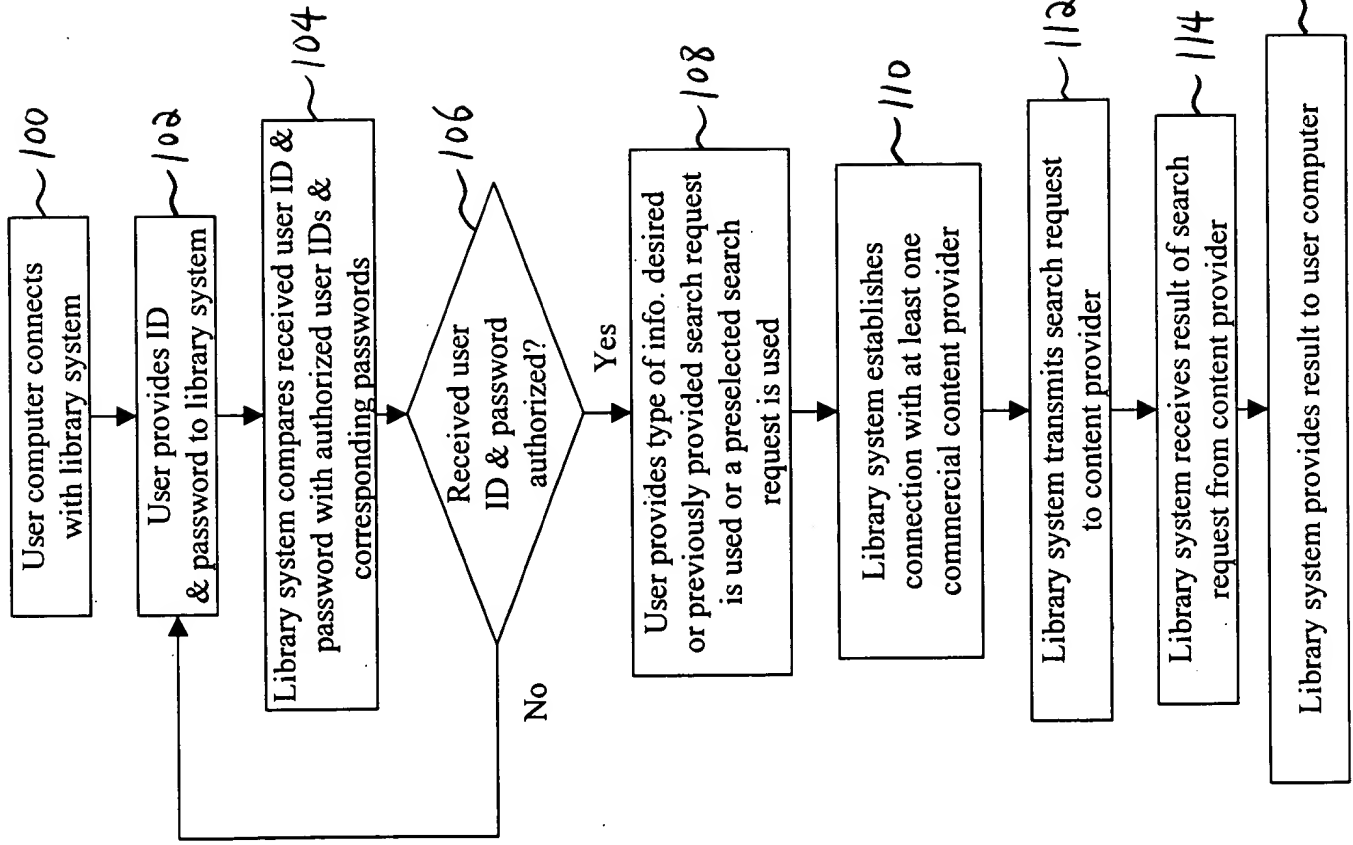 User computer connects
with library system
100
User provides ID
& password to library system
102
Library system compares received user ID &
password with authorized user IDs &
corresponding passwords
104
Received user
ID & password
authorized?
106
No
Yes
User provides type of info. desired
or previously provided search request
is used or a preselected search
request is used
108
Library system establishes
connection with at least one
commercial content provider
110
Library system transmits search request
to content provider
112
Library system receives result of search
request from content provider
114
Library system provides result to user computer